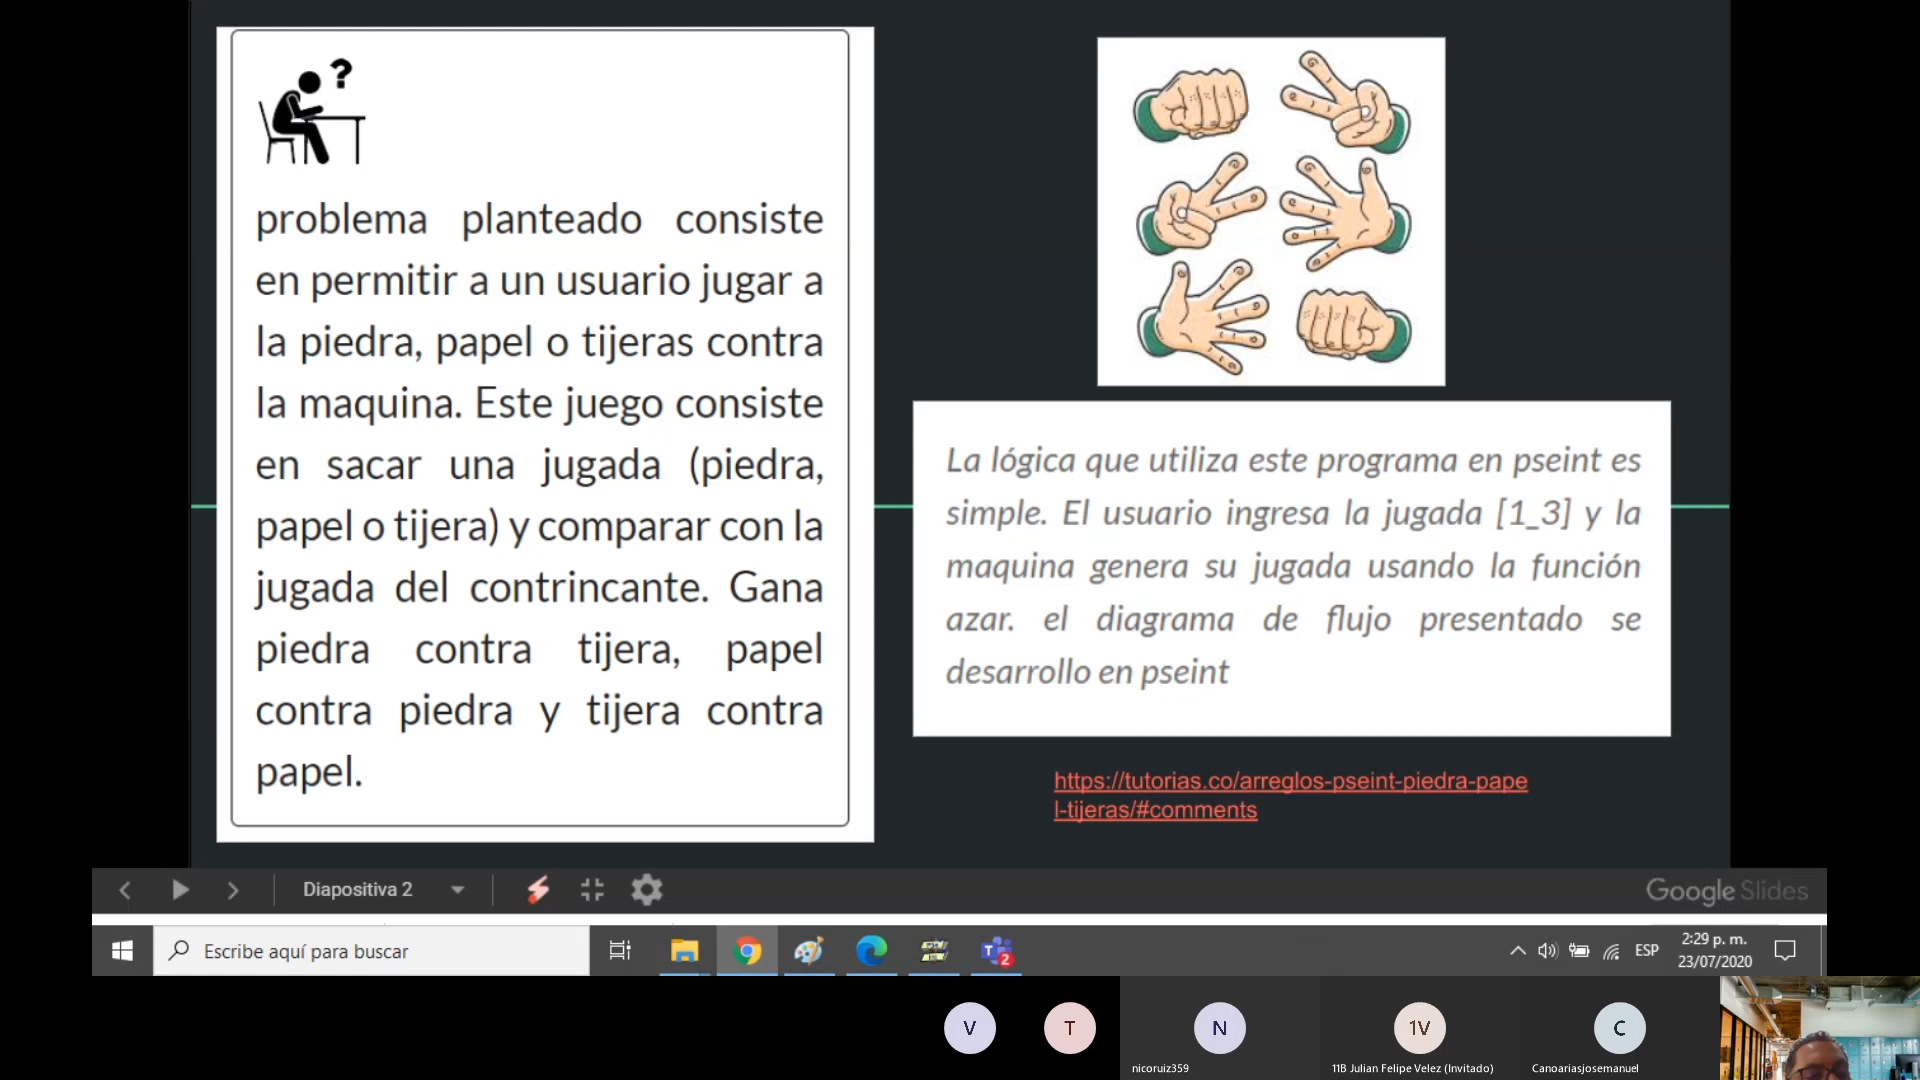 ?
problema planteado consiste
en permitir a un usuario jugar a
la piedra, papel o tijeras contra
la maquina. Este juego consiste
en sacar una jugada (piedra,
papel o tijera) y comparar con la
jugada del contrincante. Gana
piedra contra tijera, papel
contra piedra y tijera contra
papel.
La lógica que utiliza este programa en pseint es
simple. El usuario ingresa la jugada [1_3] y la
maquina genera su jugada usando la función
azar. el diagrama de flujo presentado se
desarrollo en pseint
https://tutorias.co/arreglos-pseint-piedra-pape
l-tijeras/#comments
Diapositiva 2
Google Slides
Escribe aquí para buscar
T
2
ESP
2:29 p. m.
23/07/2020
V
T
N
1V
C
nicoruiz359
11B Julian Felipe Velez (Invitado)
Canoariasjosemanuel